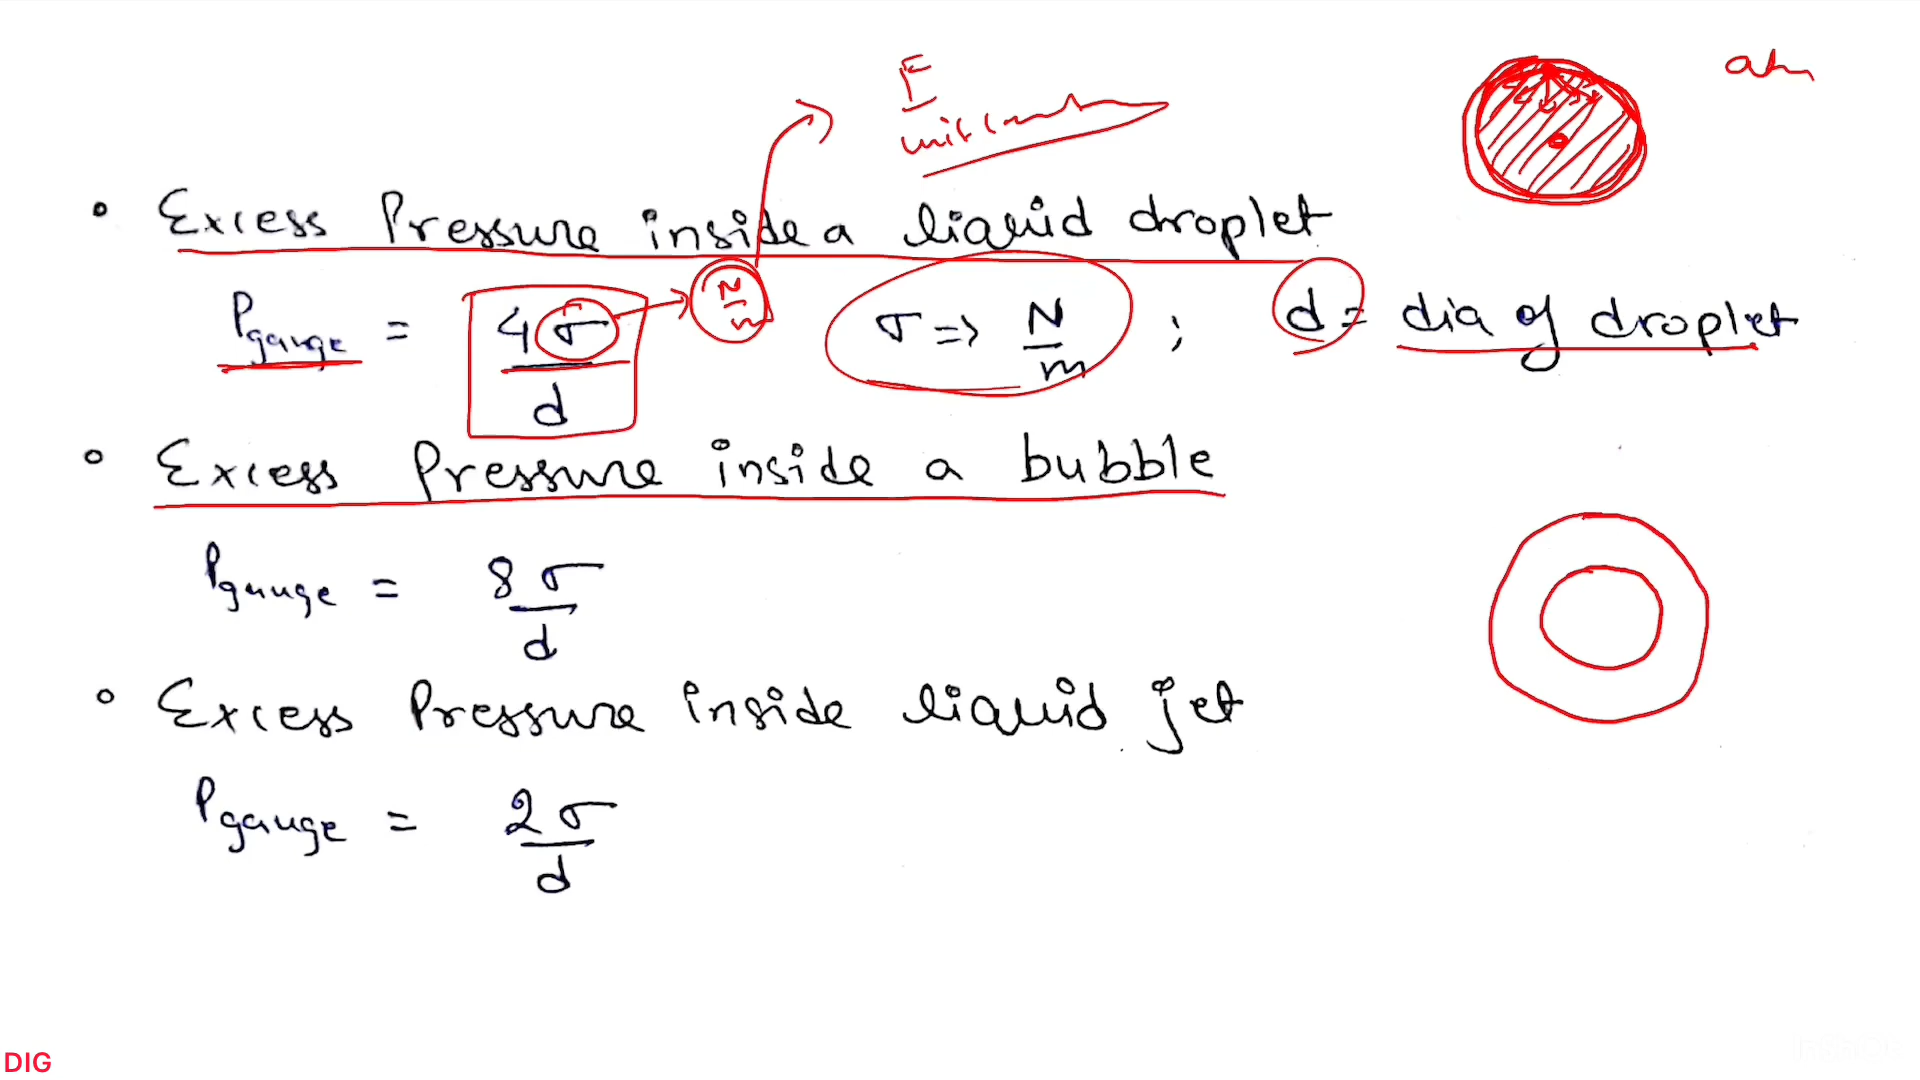 F
atm
unit length
• Excess Pressure inside a liquid droplet
Pgauge = 4σ/d → N/m σ => N/m ; d = dia of droplet
• Excess Pressure inside a bubble
Pgauge = 8σ/d
• Excess Pressure inside liquid jet
Pgauge = 2σ/d
DIG